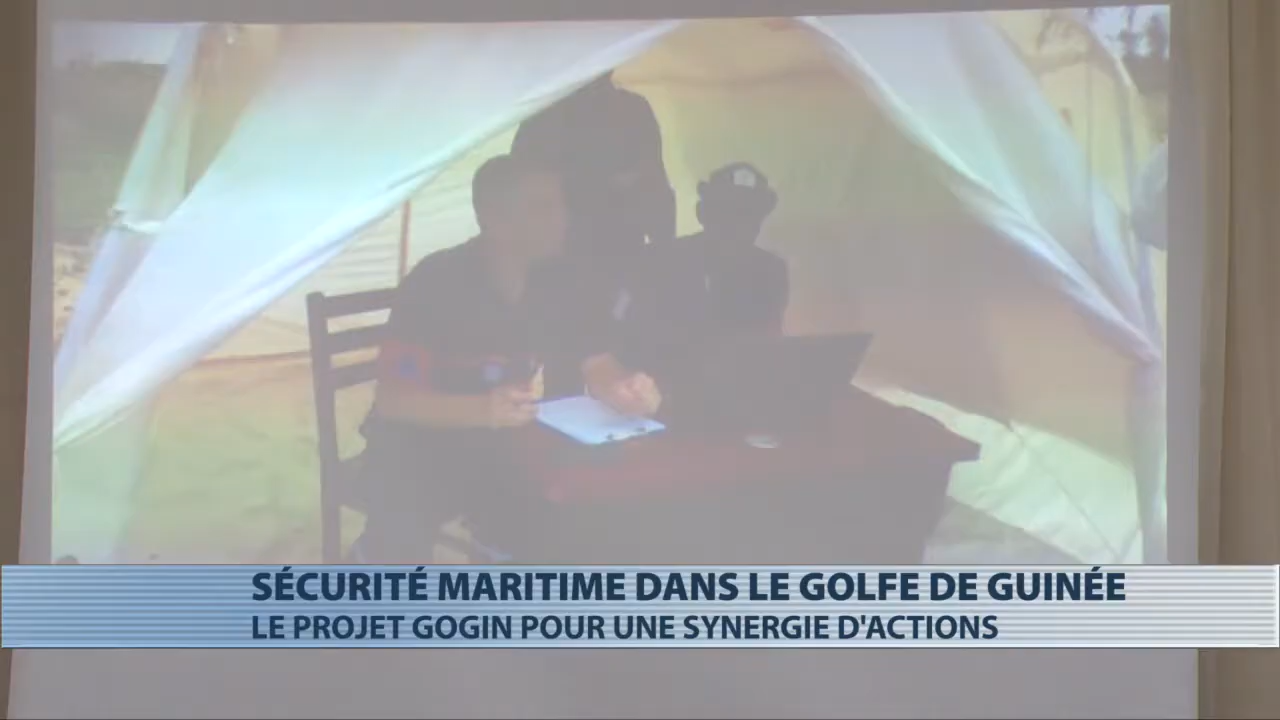 SÉCURITÉ MARITIME DANS LE GOLFE DE GUINÉE
LE PROJET GOGIN POUR UNE SYNERGIE D'ACTIONS